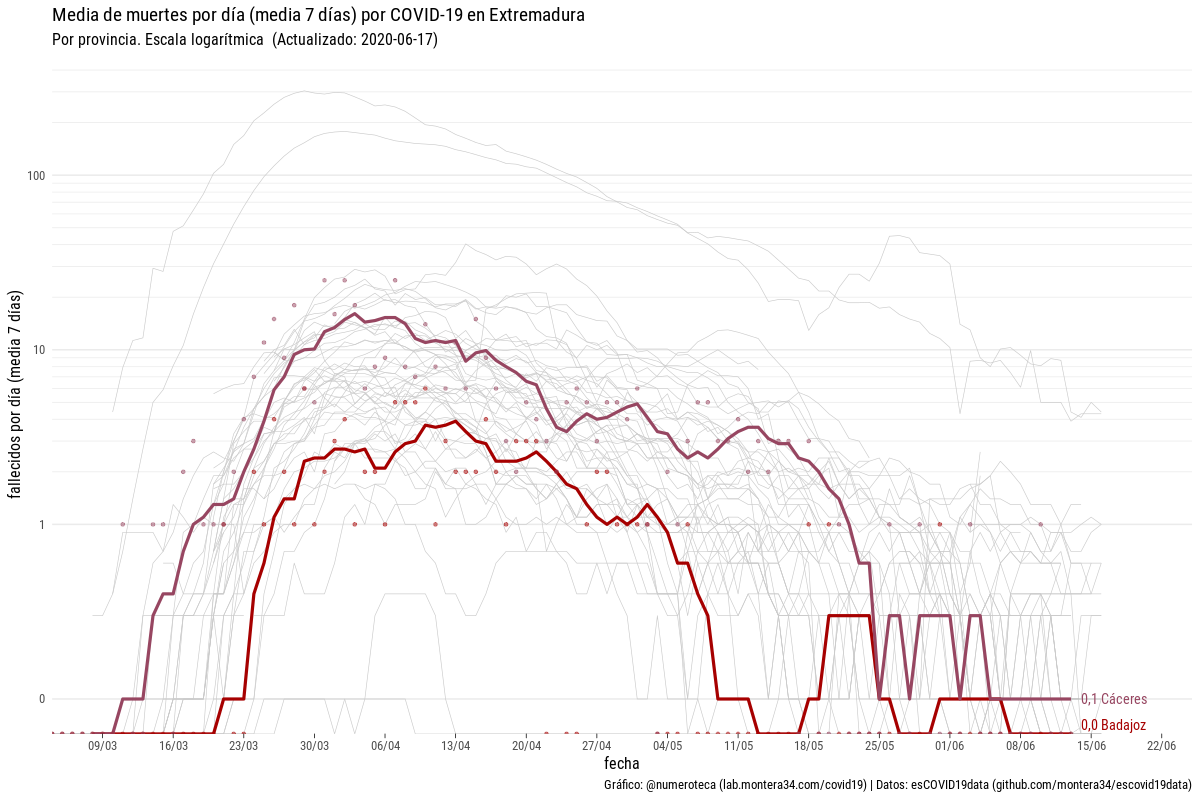 Media de muertes por día (media 7 días) por COVID-19 en Extremadura
Por provincia. Escala logarítmica  (Actualizado: 2020-06-17)
fallecidos por día (media  7 días)
100
10
1
0
0,1 Cáceres
0,0 Badajoz
09/03 16/03 23/03 30/03 06/04 13/04 20/04 27/04 04/05 11/05 18/05 25/05 01/06 08/06 15/06 22/06
fecha
Gráfico: @numeroteca (lab.montera34.com/covid19) | Datos: esCOVID19data (github.com/montera34/escovid19data)